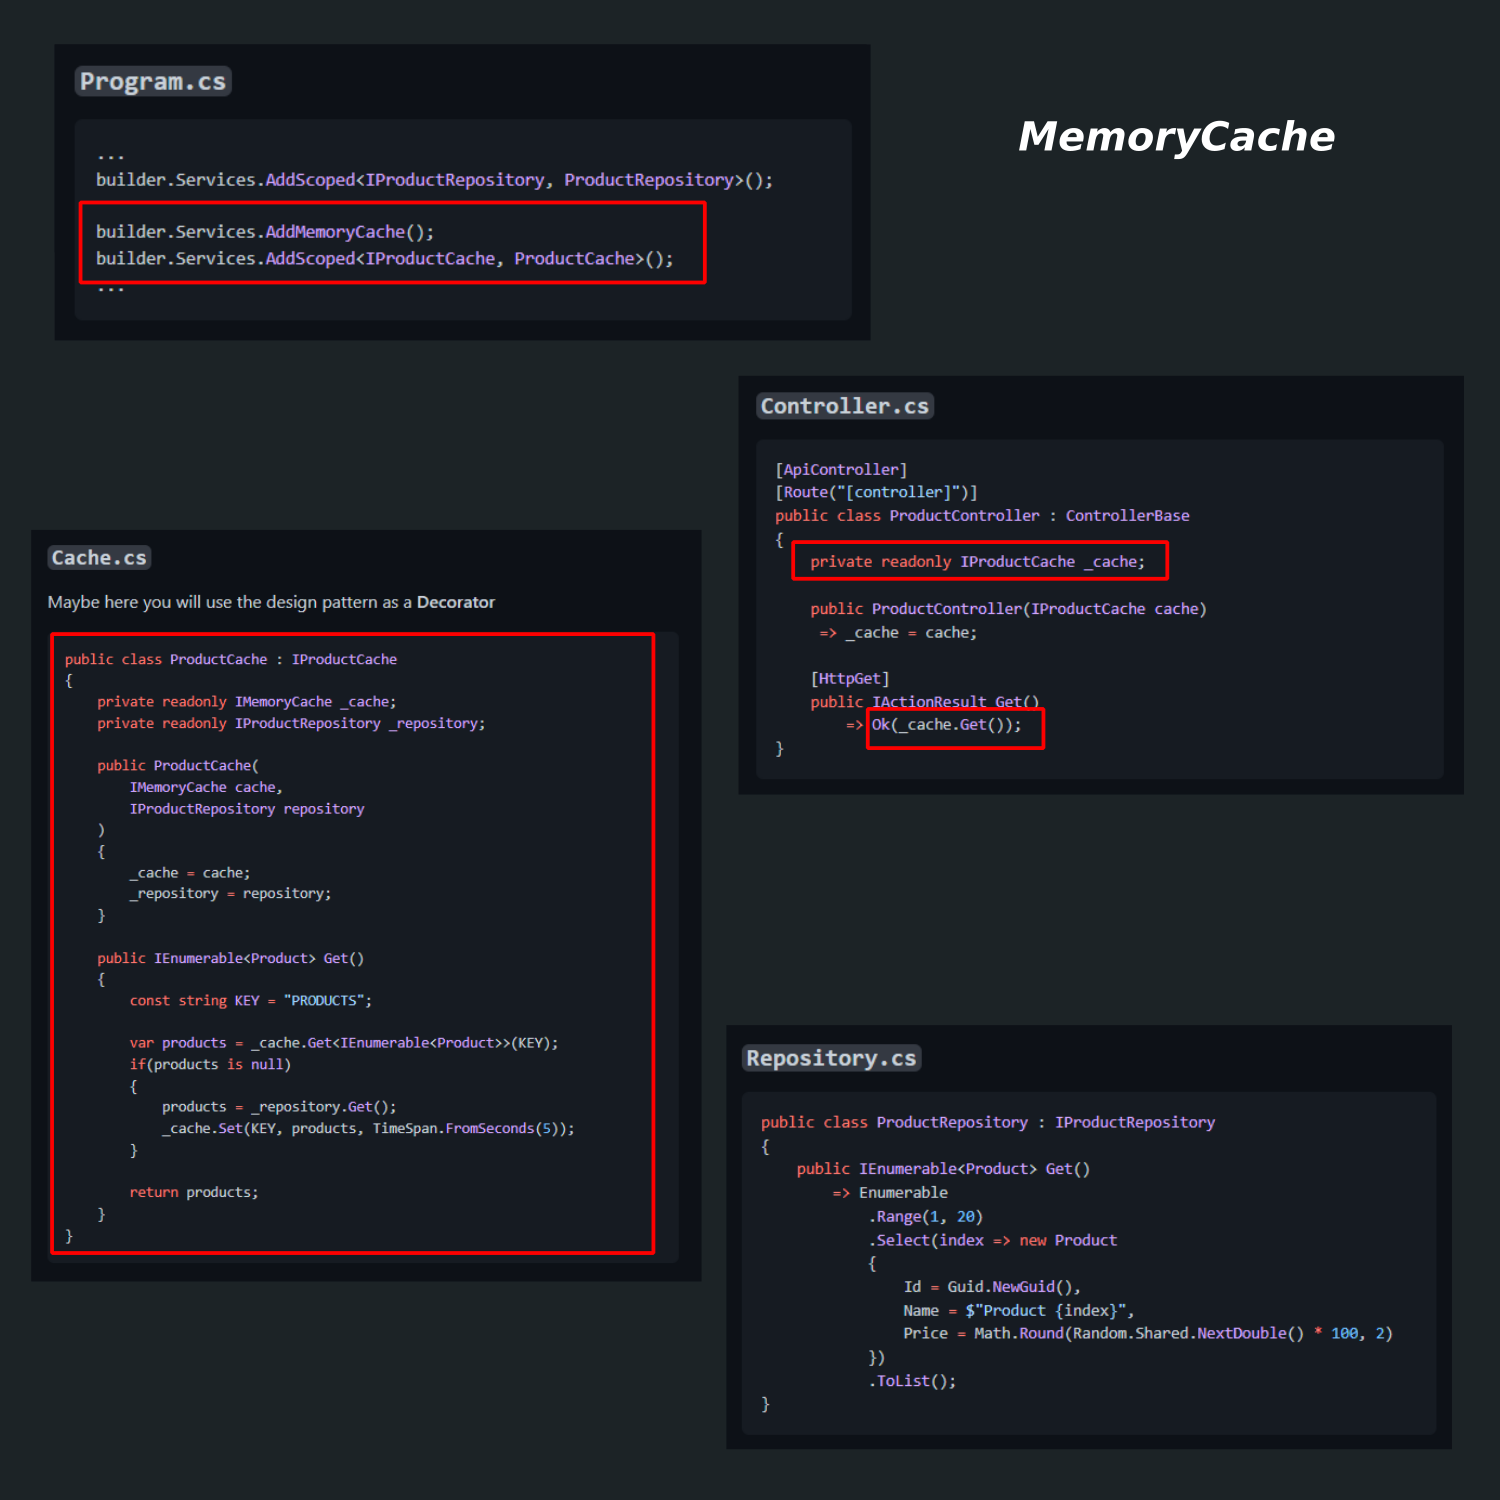 Program.cs
...
builder.Services.AddScoped<IProductRepository, ProductRepository>();
builder.Services.AddMemoryCache();
builder.Services.AddScoped<IProductCache, ProductCache>();
...
MemoryCache
Controller.cs
[ApiController]
[Route("[controller]")]
public class ProductController : ControllerBase
{
    private readonly IProductCache _cache;

    public ProductController(IProductCache cache)
     => _cache = cache;

    [HttpGet]
    public IActionResult Get()
        => Ok(_cache.Get());
}
Cache.cs
Maybe here you will use the design pattern as a Decorator
public class ProductCache : IProductCache
{
    private readonly IMemoryCache _cache;
    private readonly IProductRepository _repository;

    public ProductCache(
        IMemoryCache cache,
        IProductRepository repository
    )
    {
        _cache = cache;
        _repository = repository;
    }

    public IEnumerable<Product> Get()
    {
        const string KEY = "PRODUCTS";

        var products = _cache.Get<IEnumerable<Product>>(KEY);
        if(products is null)
        {
            products = _repository.Get();
            _cache.Set(KEY, products, TimeSpan.FromSeconds(5));
        }

        return products;
    }
}
Repository.cs
public class ProductRepository : IProductRepository
{
    public IEnumerable<Product> Get()
        => Enumerable
            .Range(1, 20)
            .Select(index => new Product
            {
                Id = Guid.NewGuid(),
                Name = $"Product {index}",
                Price = Math.Round(Random.Shared.NextDouble() * 100, 2)
            })
            .ToList();
}